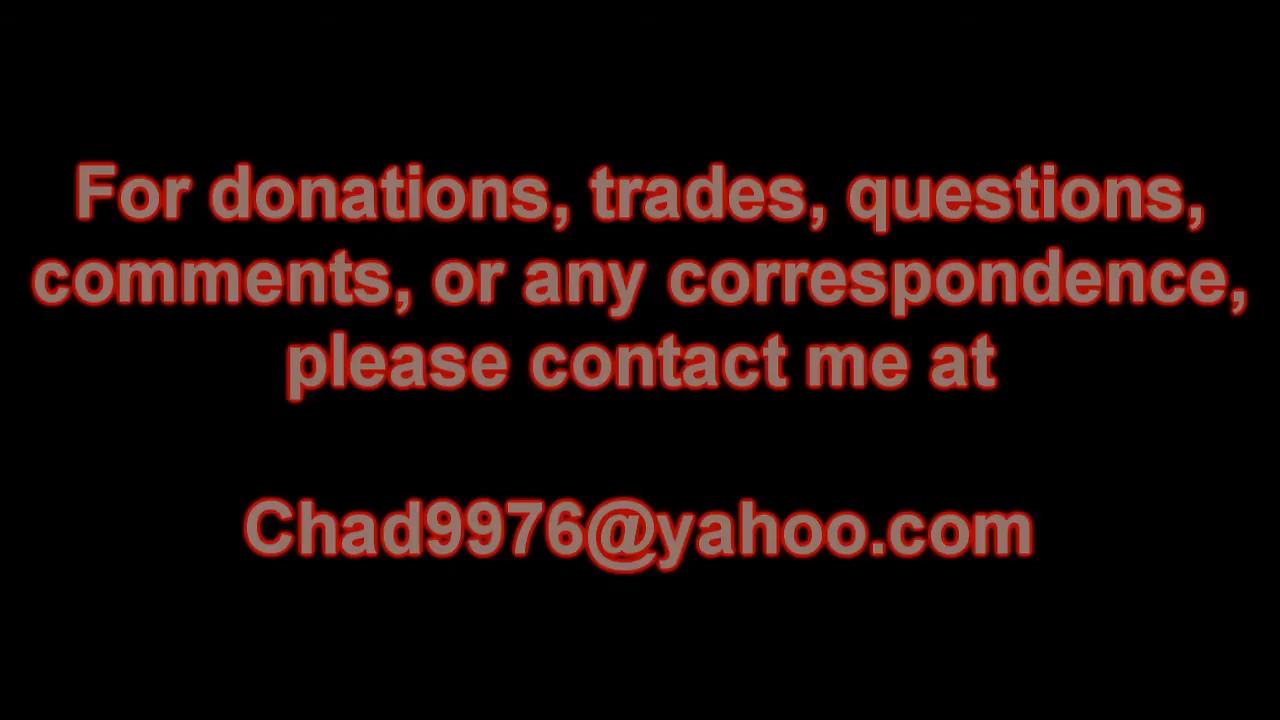 For donations, trades, questions,
comments, or any correspondence,
please contact me at
Chad9976@yahoo.com